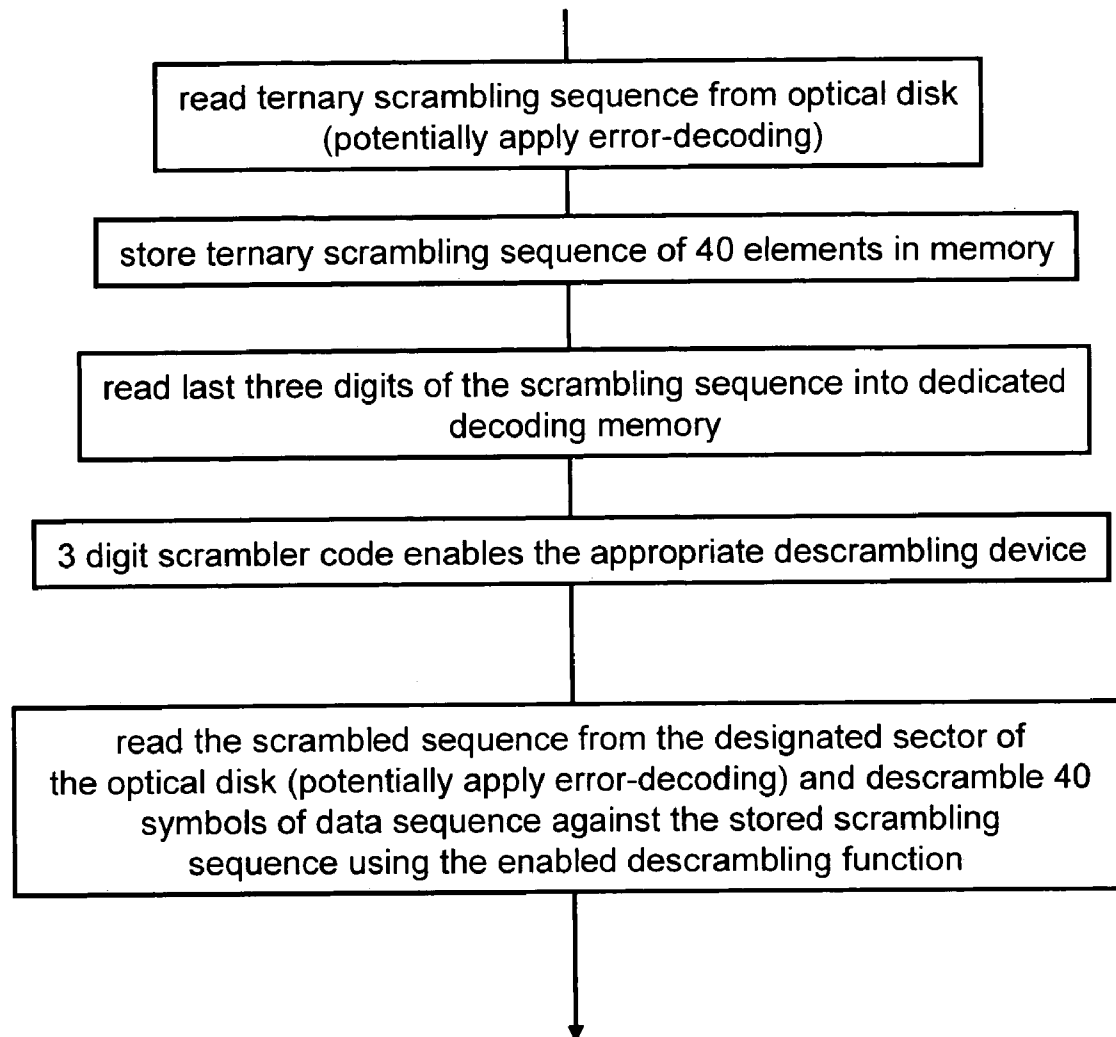 read ternary scrambling sequence from optical disk
(potentially apply error-decoding)
store ternary scrambling sequence of 40 elements in memory
read last three digits of the scrambling sequence into dedicated
decoding memory
3 digit scrambler code enables the appropriate descrambling device
read the scrambled sequence from the designated sector of
the optical disk (potentially apply error-decoding) and descramble 40
symbols of data sequence against the stored scrambling
sequence using the enabled descrambling function